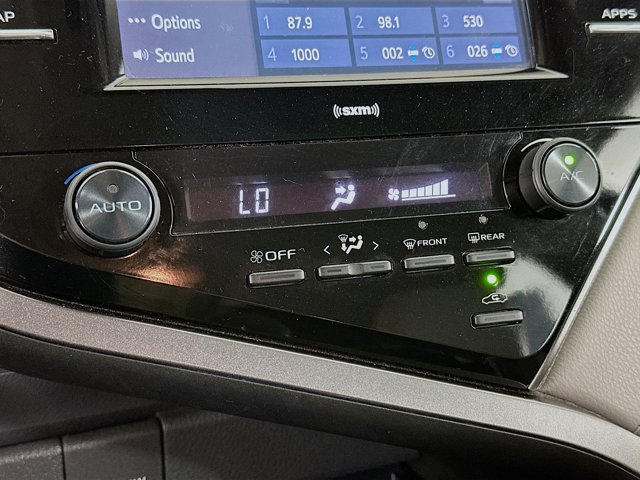 AP
APPS
Options
1 87.9 2 98.1 3 530
Sound
4 1000 5 002 6 026
((sxm))
AUTO
LO
A/C
OFF
< >
FRONT
REAR